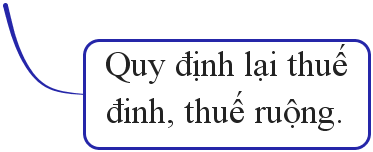 Quy định lại thuế
đinh, thuế ruộng.